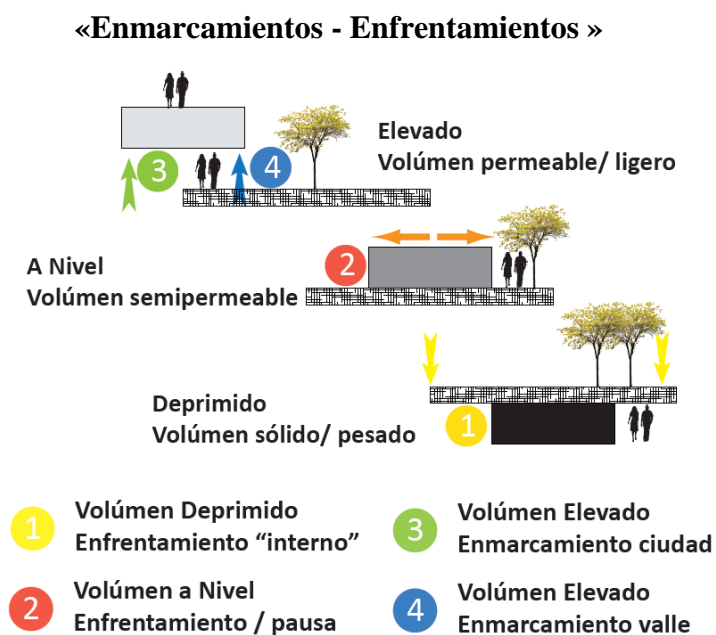 «Enmarcamientos - Enfrentamientos »
Elevado
Volúmen permeable/ ligero
3
4
A Nivel
Volúmen semipermeable
2
Deprimido
Volúmen sólido/ pesado
1
1
Volúmen Deprimido
Enfrentamiento “interno”
2
Volúmen a Nivel
Enfrentamiento / pausa
3
Volúmen Elevado
Enmarcamiento ciudad
4
Volúmen Elevado
Enmarcamiento valle